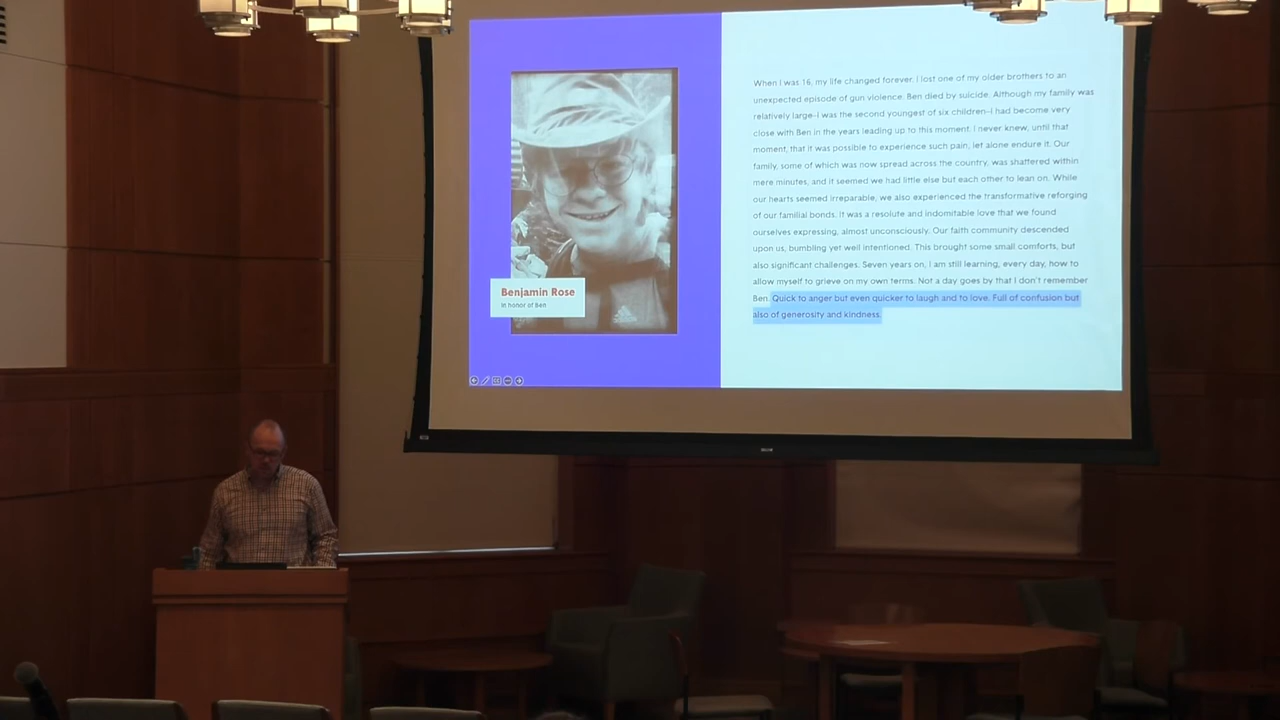 Benjamin Rose
In honor of Ben
When I was 16, my life changed forever. I lost one of my older brothers to an
unexpected episode of gun violence. Ben died by suicide. Although my family was
relatively large—I was the second youngest of six children—I had become very
close with Ben in the years leading up to this moment. I never knew, until that
moment, that it was possible to experience such pain, let alone endure it. Our
family, some of which was now spread across the country, was shattered within
mere minutes, and it seemed we had little else but each other to lean on. While
our hearts seemed irreparable, we also experienced the transformative reforging
of our familial bonds. It was a resolute and indomitable love that we found
ourselves expressing, almost unconsciously. Our faith community descended
upon us, bumbling yet well intentioned. This brought some small comforts, but
also significant challenges. Seven years on, I am still learning, every day, how to
allow myself to grieve on my own terms. Not a day goes by that I don't remember
Ben. Quick to anger but even quicker to laugh and to love. Full of confusion but
also of generosity and kindness.